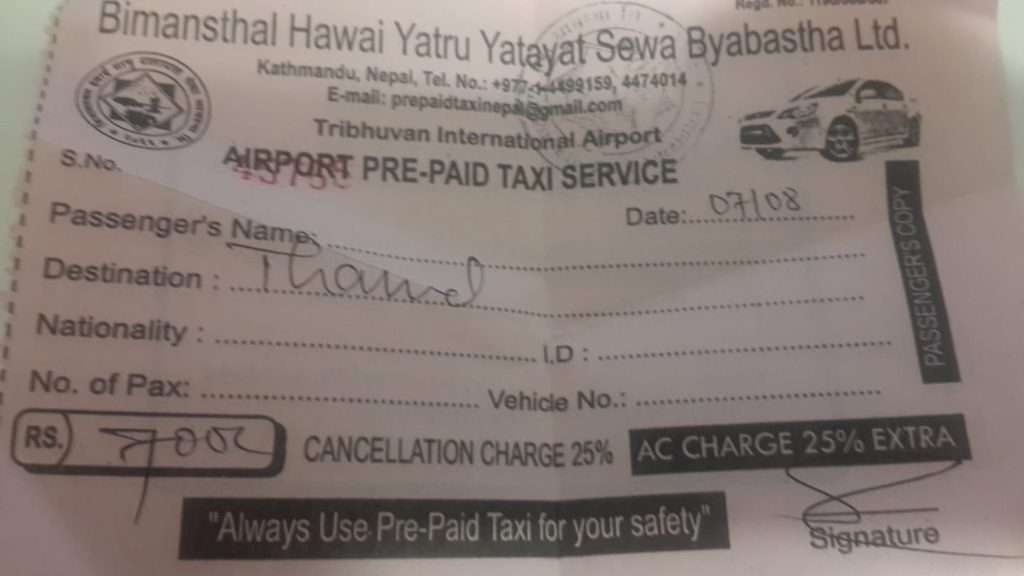 Bimansthal Hawai Yatru Yatayat Sewa Byabastha Ltd.
Kathmandu, Nepal, Tel. No.: +977-1-4499159, 4474014
E-mail: prepaidtaxinepal@gmail.com
Tribhuvan International Airport
AIRPORT PRE-PAID TAXI SERVICE
S.No.
Date: 07/08
Passenger's Name:
Destination : Thamel
Nationality : I.D :
No. of Pax: Vehicle No.:
PASSENGER'S COPY
RS. CANCELLATION CHARGE 25% AC CHARGE 25% EXTRA
"Always Use Pre-Paid Taxi for your safety"
Signature